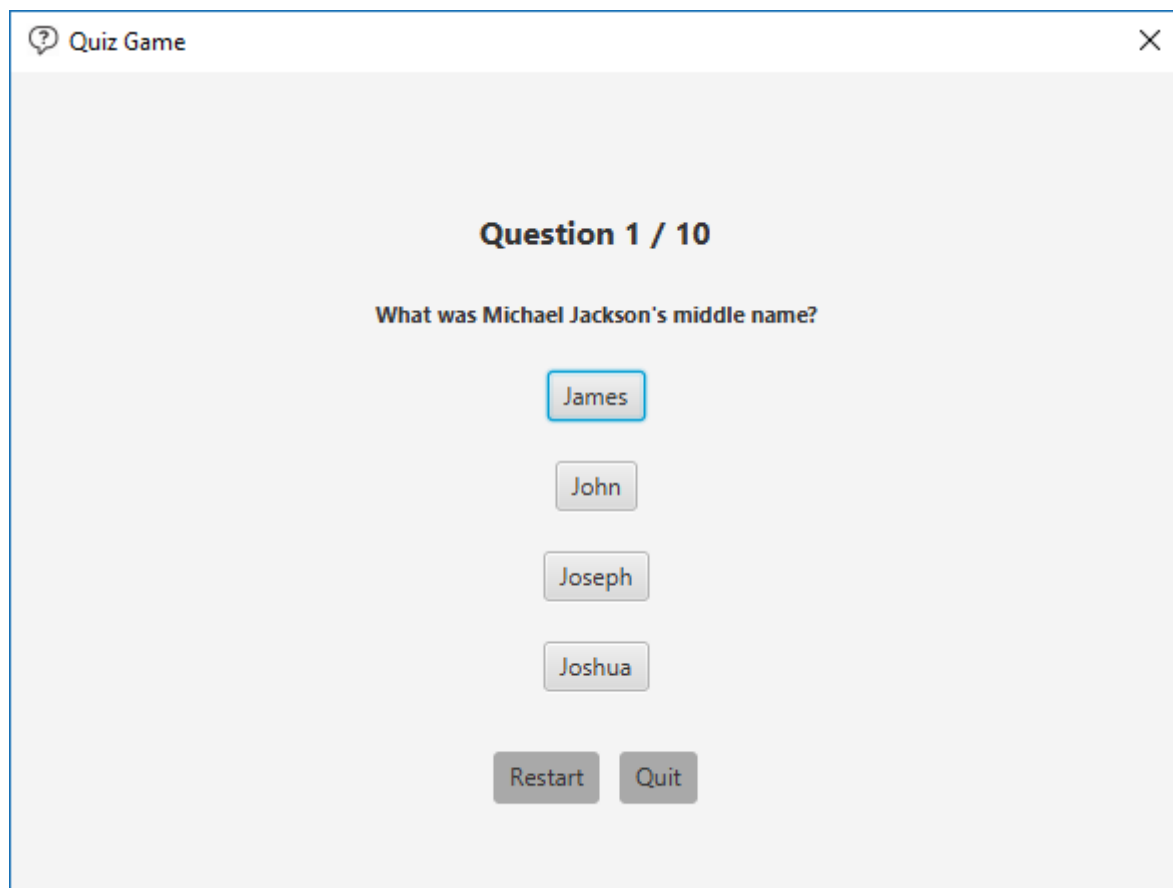 Quiz Game
Question 1 / 10
What was Michael Jackson's middle name?
James
John
Joseph
Joshua
Restart Quit